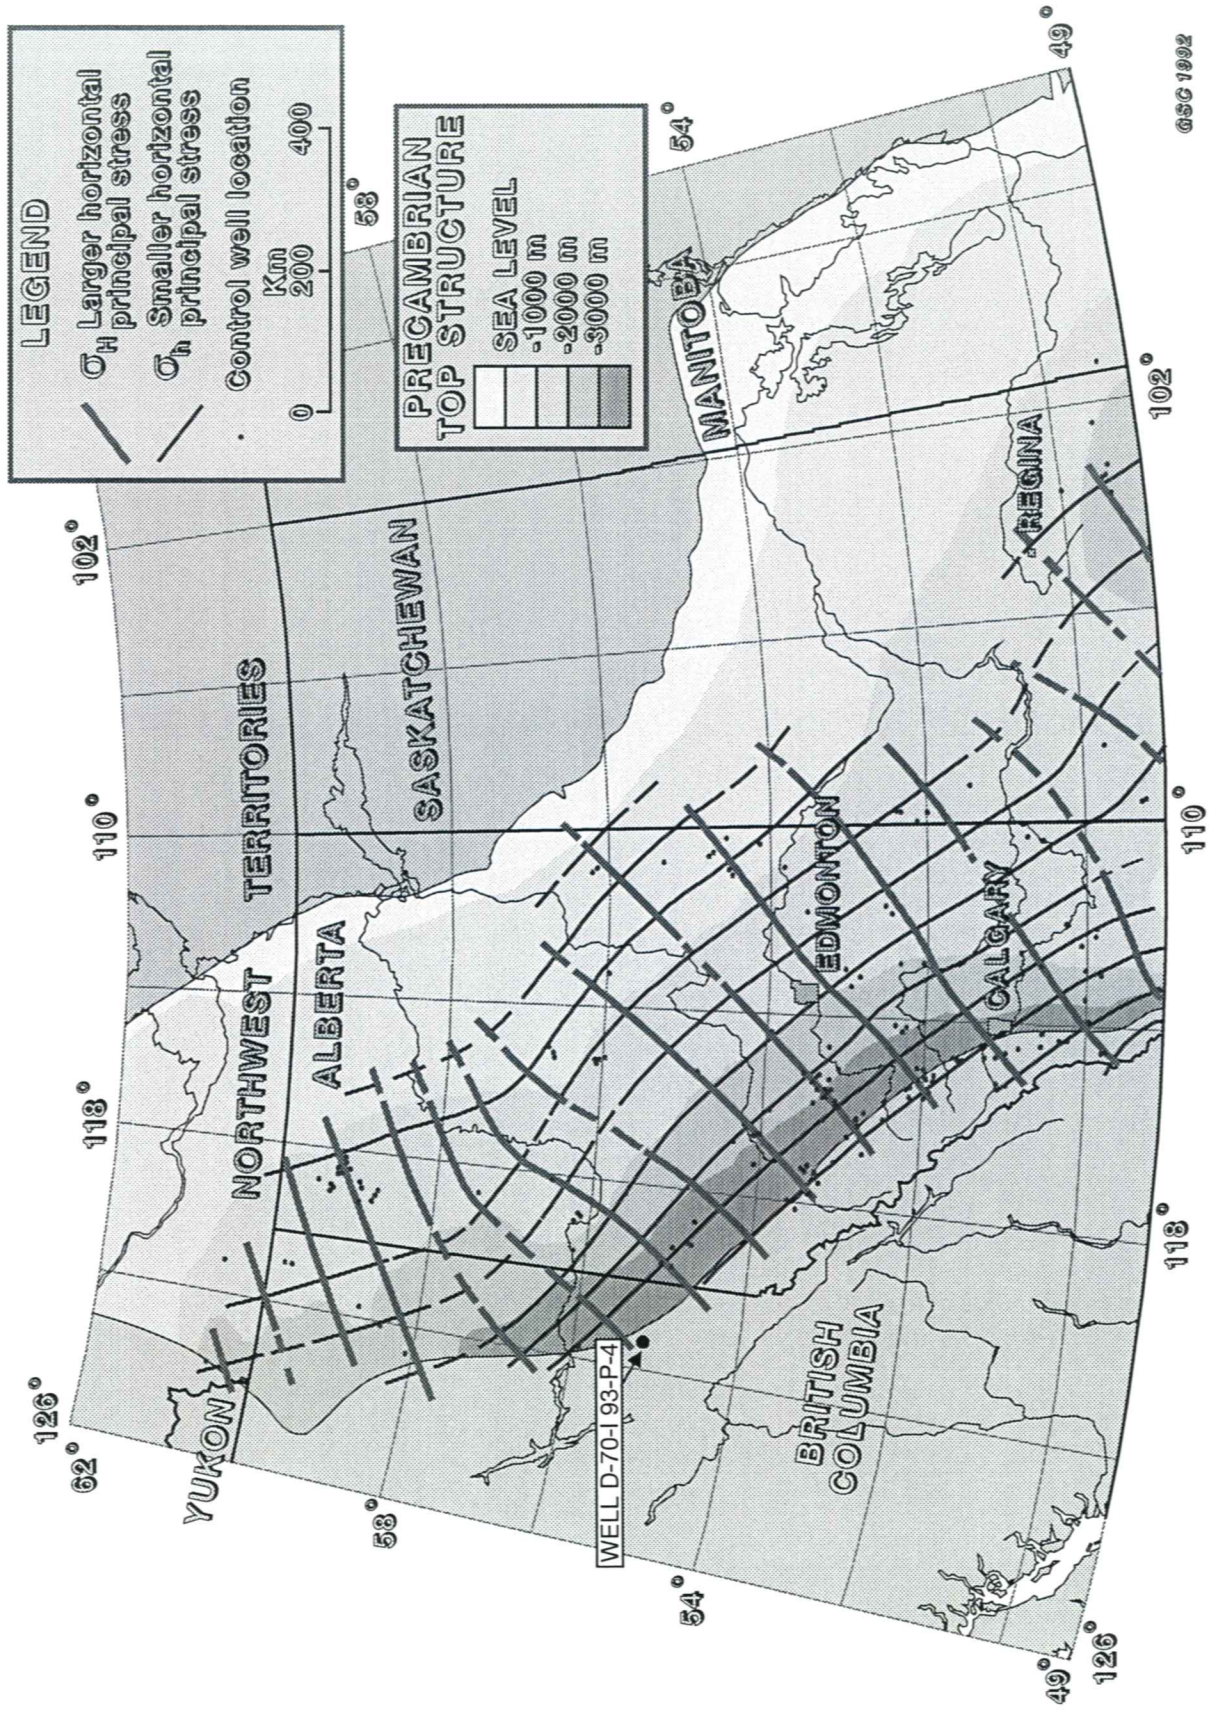 LEGEND
σH Larger horizontal
principal stress
σh Smaller horizontal
principal stress
Control well location
Km
0 200 400
PRECAMBRIAN
TOP STRUCTURE
SEA LEVEL
-1000 m
-2000 m
-3000 m
126°
118°
110°
102°
62°
58°
58°
54°
54°
49°
49°
126°
118°
110°
102°
YUKON
NORTHWEST TERRITORIES
ALBERTA
SASKATCHEWAN
MANITOBA
BRITISH
COLUMBIA
EDMONTON
CALGARY
REGINA
WELL D-70-I 93-P-4
GSC 1992